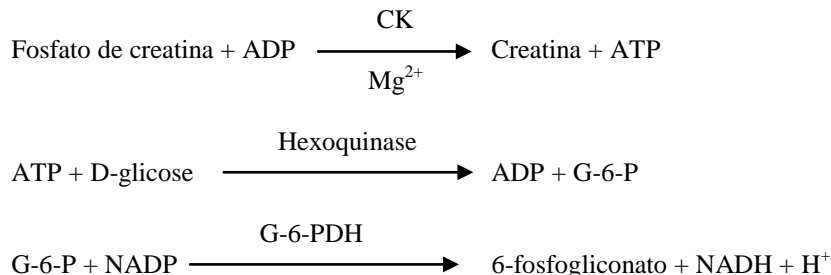 CK
Fosfato de creatina + ADP → Creatina + ATP
Mg²⁺
Hexoquinase
ATP + D-glicose → ADP + G-6-P
G-6-PDH
G-6-P + NADP → 6-fosfogliconato + NADH + H⁺